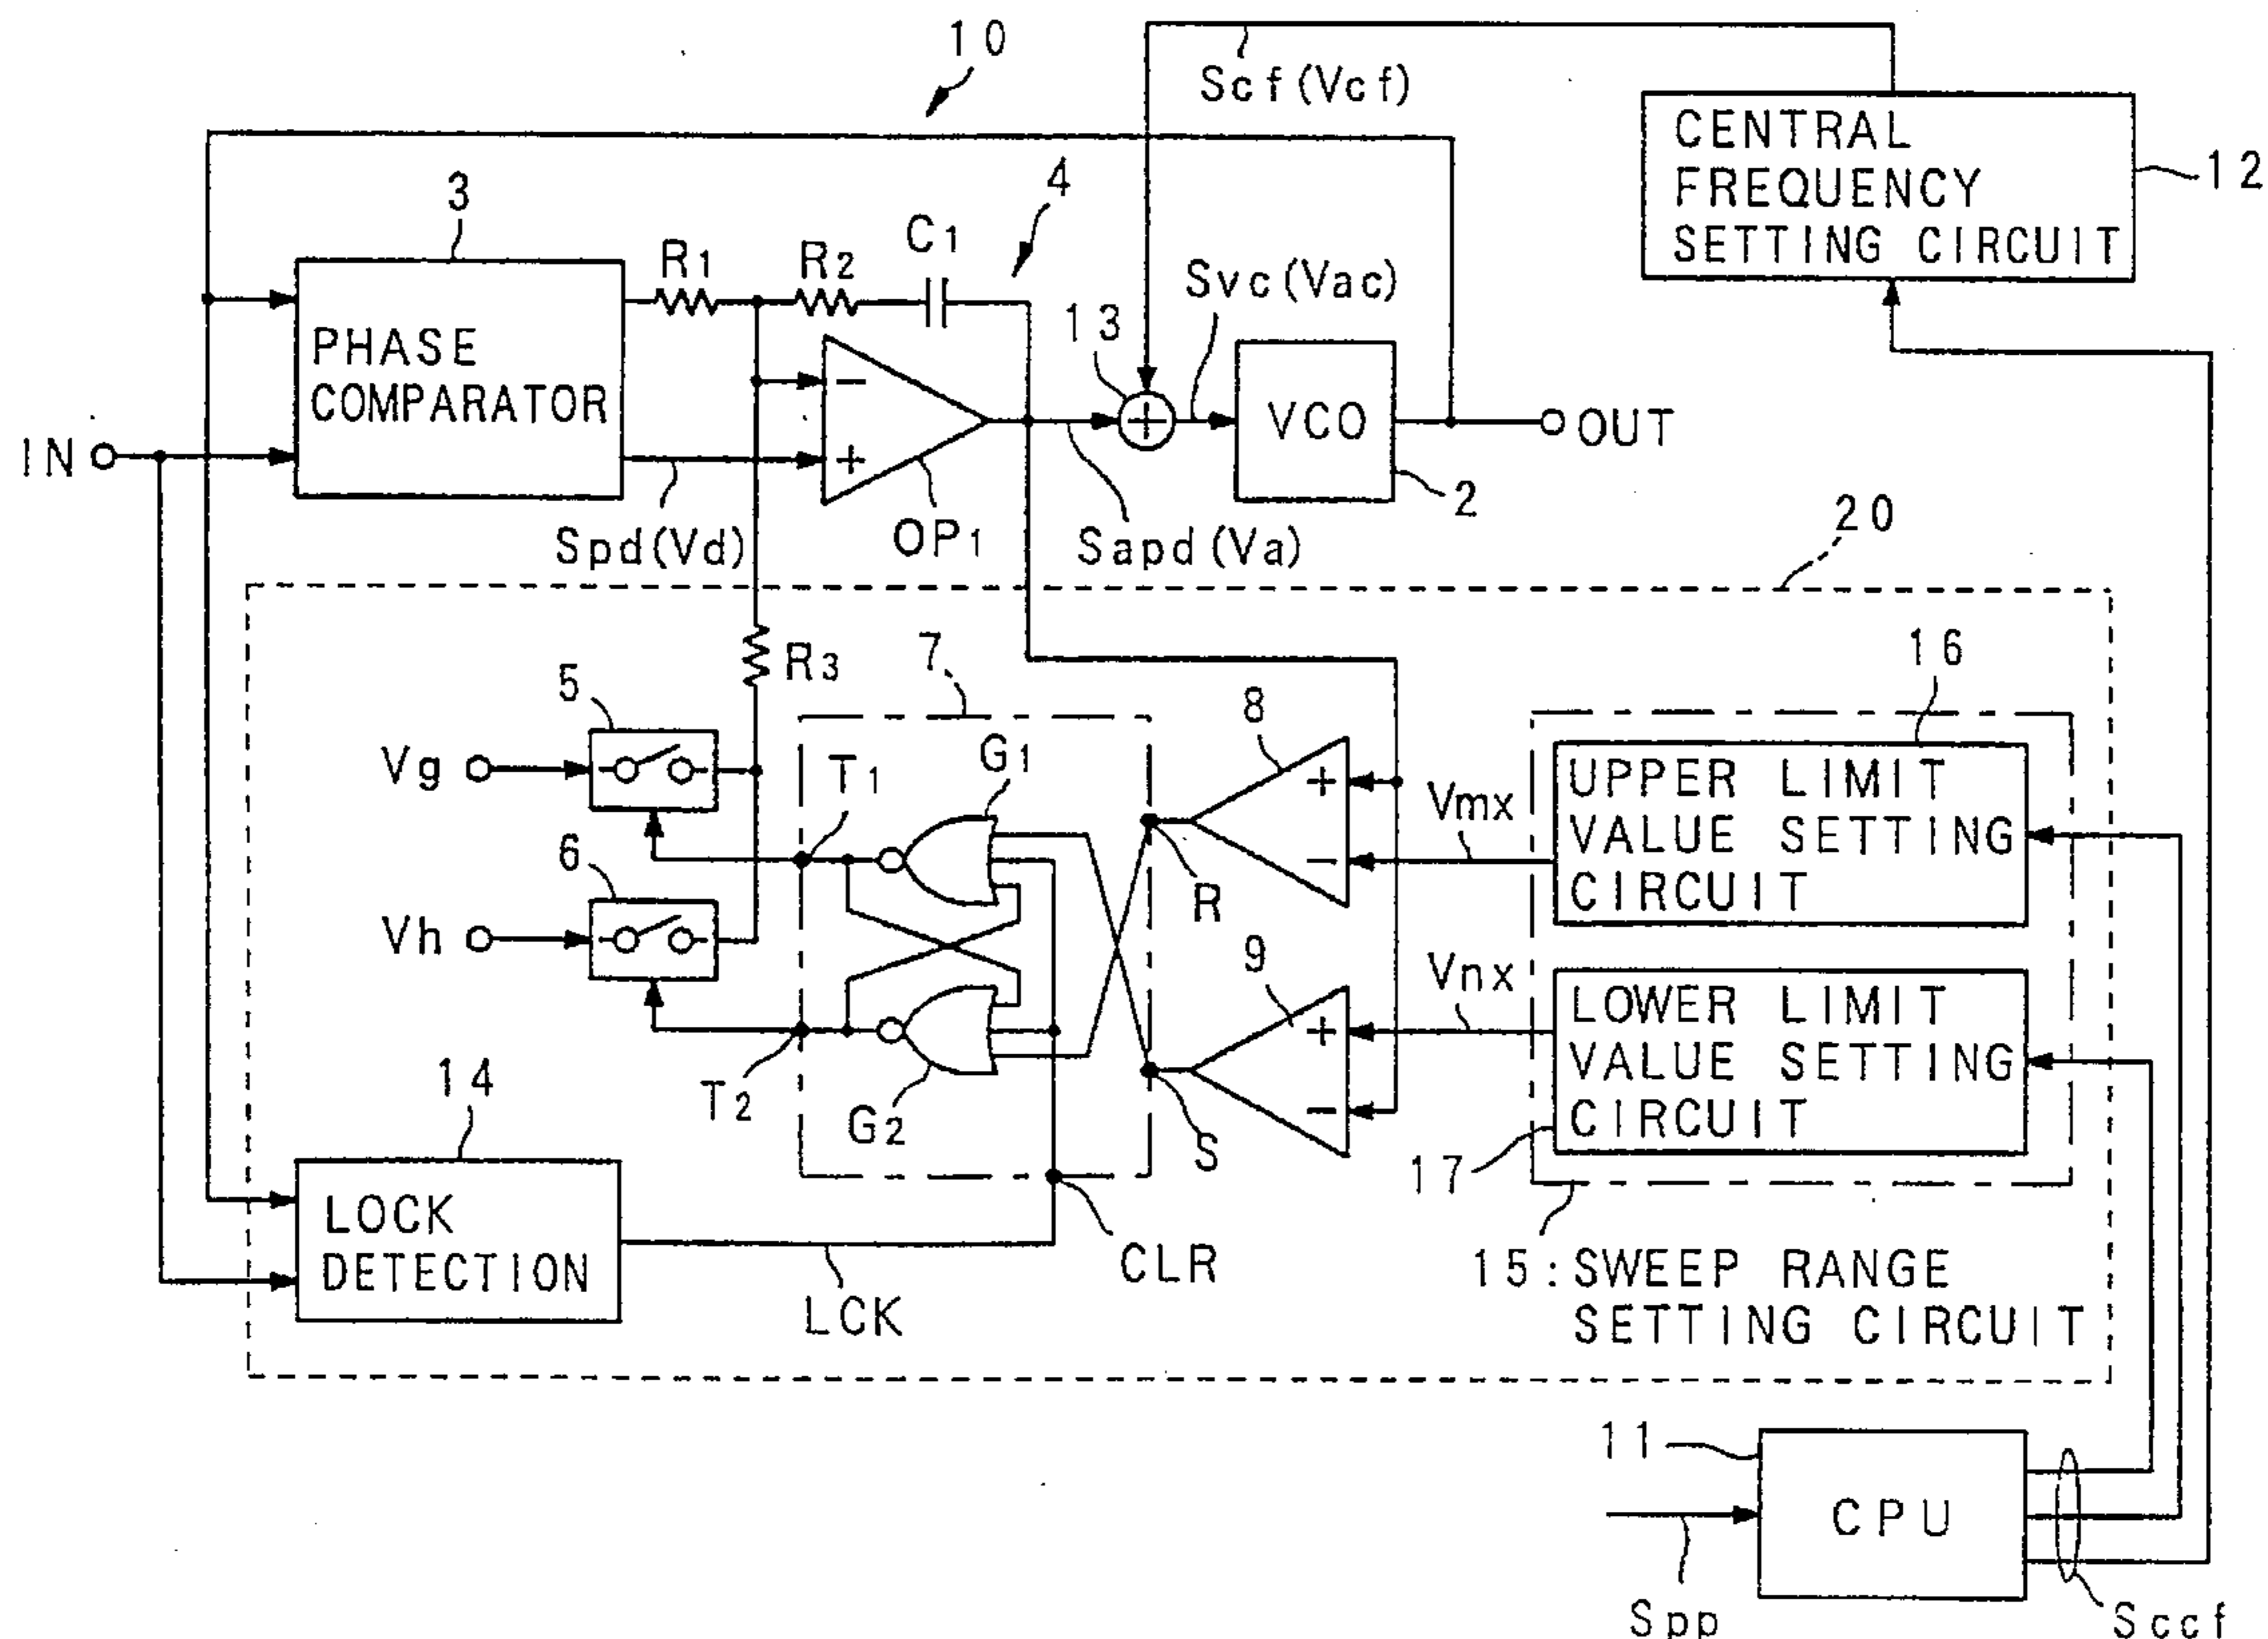 10
Scf(Vcf)
CENTRAL
FREQUENCY
SETTING CIRCUIT
12
3
4
R1
R2
C1
Svc(Vac)
13
PHASE
COMPARATOR
−
+
+
VCO
OUT
IN
2
OP1
Spd(Vd)
Sapd(Va)
20
R3
7
16
5
8
Vg
T1
G1
+
−
Vmx
UPPER LIMIT
VALUE SETTING
CIRCUIT
R
6
Vh
9
+
−
Vnx
LOWER LIMIT
VALUE SETTING
CIRCUIT
14
T2
G2
S
17
LOCK
DETECTION
CLR
LCK
15:SWEEP RANGE
SETTING CIRCUIT
11
CPU
Spp
Sccf